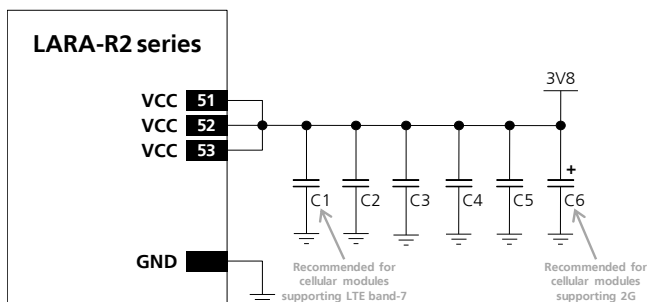 LARA-R2 series
3V8
VCC 51
VCC 52
VCC 53
+
C1 C2 C3 C4 C5 C6
GND
Recommended for
cellular modules
supporting LTE band-7
Recommended for
cellular modules
supporting 2G